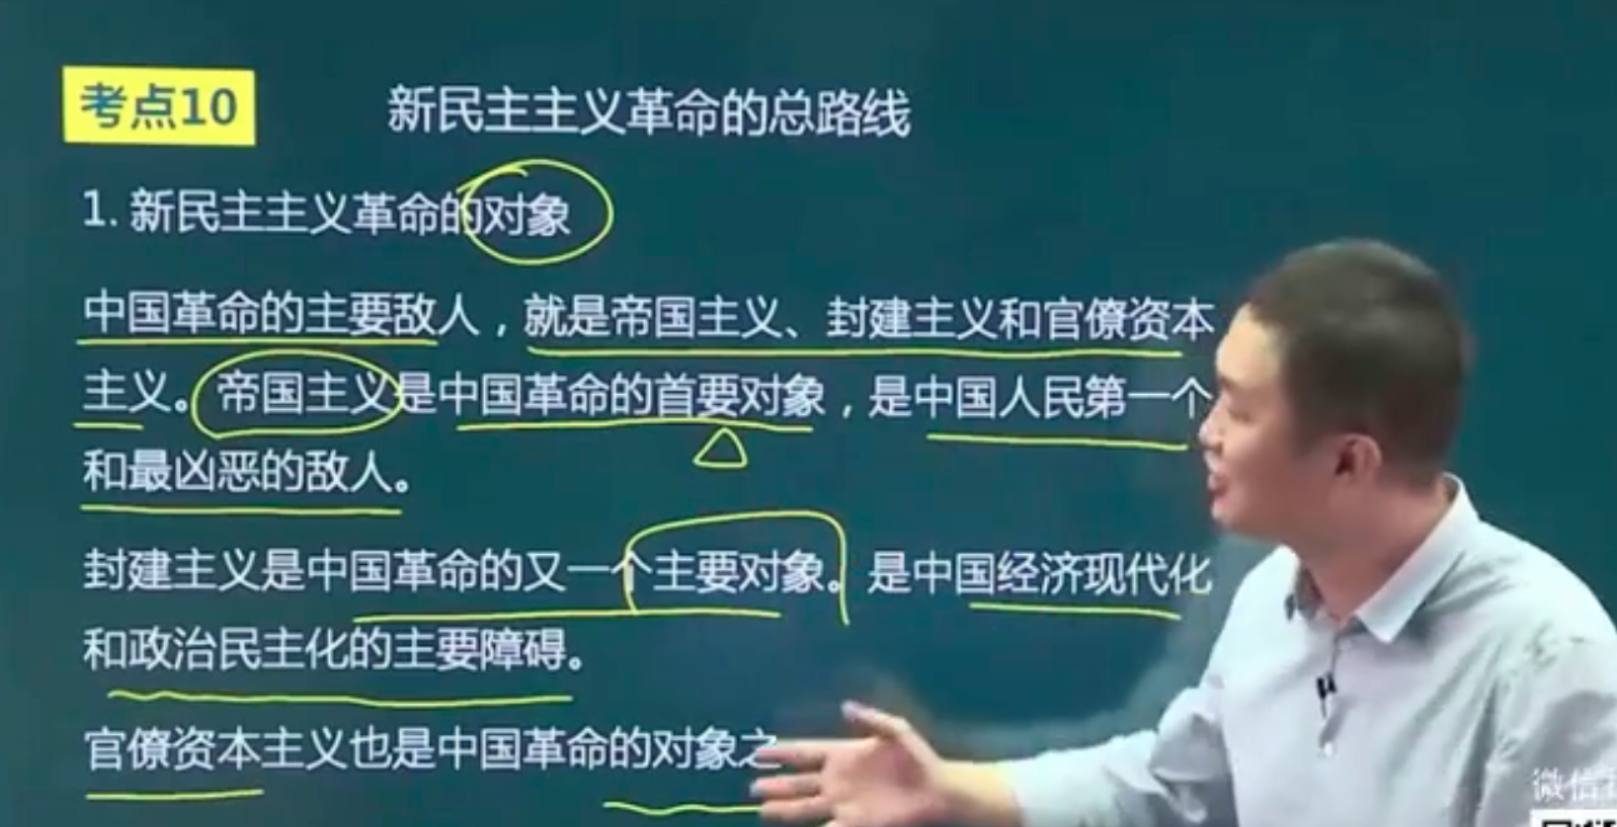 考点10
新民主主义革命的总路线
1. 新民主主义革命的对象
中国革命的主要敌人，就是帝国主义、封建主义和官僚资本
主义。帝国主义是中国革命的首要对象，是中国人民第一个
和最凶恶的敌人。
封建主义是中国革命的又一个主要对象。是中国经济现代化
和政治民主化的主要障碍。
官僚资本主义也是中国革命的对象之
微信